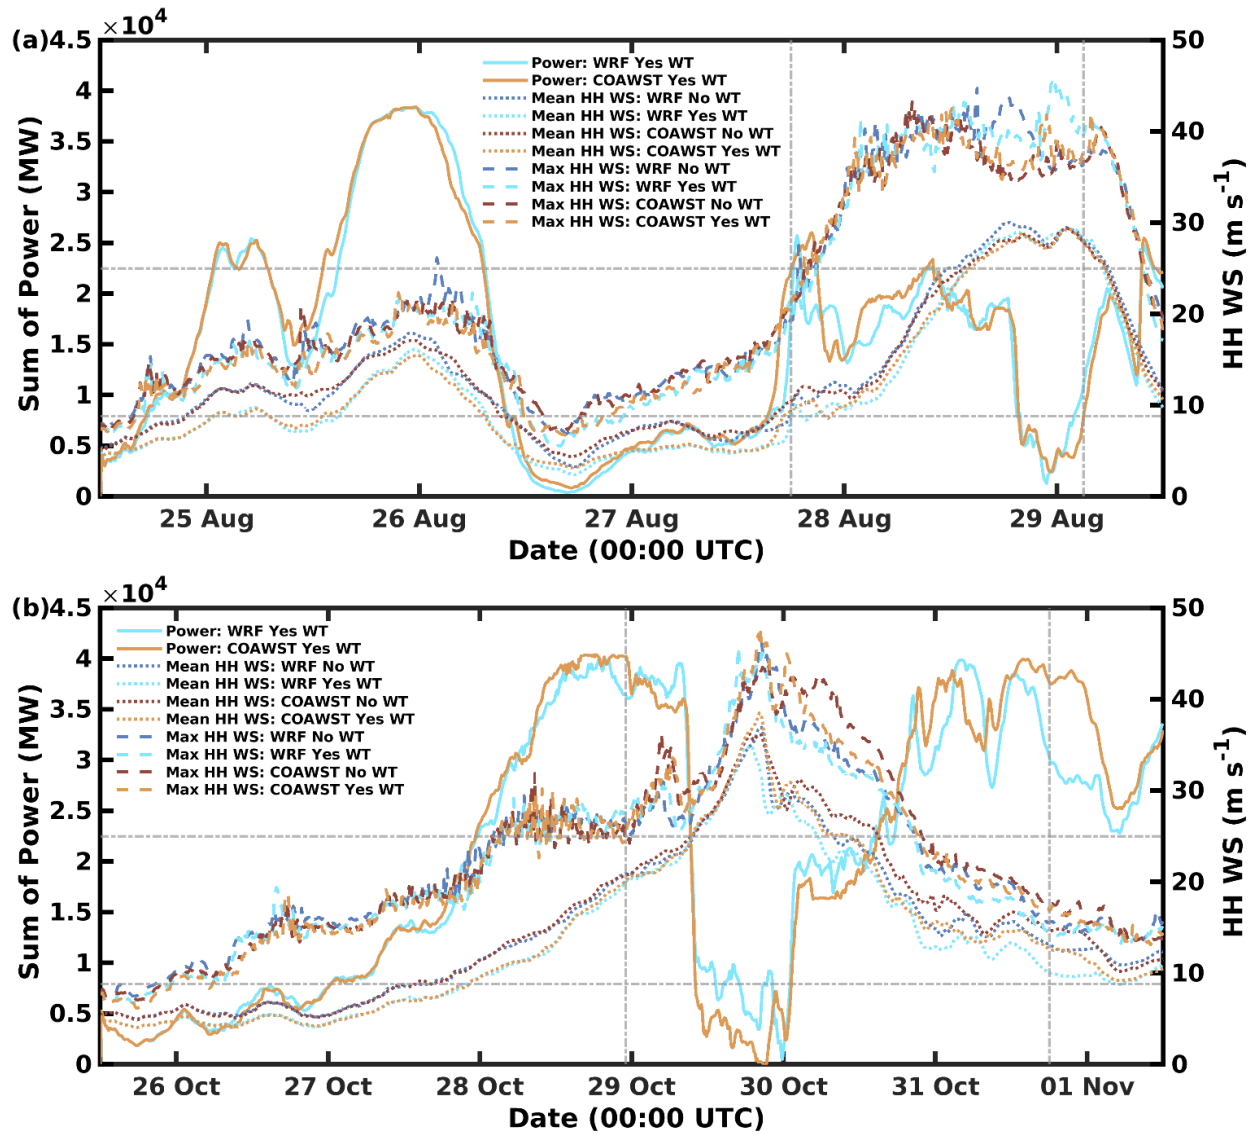 (a)
×10⁴
4.5
4
3.5
3
2.5
2
1.5
1
0.5
0
Sum of Power (MW)
50
40
30
20
10
0
HH WS (m s⁻¹)
Power: WRF Yes WT
Power: COAWST Yes WT
Mean HH WS: WRF No WT
Mean HH WS: WRF Yes WT
Mean HH WS: COAWST No WT
Mean HH WS: COAWST Yes WT
Max HH WS: WRF No WT
Max HH WS: WRF Yes WT
Max HH WS: COAWST No WT
Max HH WS: COAWST Yes WT
25 Aug 26 Aug 27 Aug 28 Aug 29 Aug
Date (00:00 UTC)
(b)
×10⁴
4.5
4
3.5
3
2.5
2
1.5
1
0.5
0
Sum of Power (MW)
50
40
30
20
10
0
HH WS (m s⁻¹)
Power: WRF Yes WT
Power: COAWST Yes WT
Mean HH WS: WRF No WT
Mean HH WS: WRF Yes WT
Mean HH WS: COAWST No WT
Mean HH WS: COAWST Yes WT
Max HH WS: WRF No WT
Max HH WS: WRF Yes WT
Max HH WS: COAWST No WT
Max HH WS: COAWST Yes WT
26 Oct 27 Oct 28 Oct 29 Oct 30 Oct 31 Oct 01 Nov
Date (00:00 UTC)